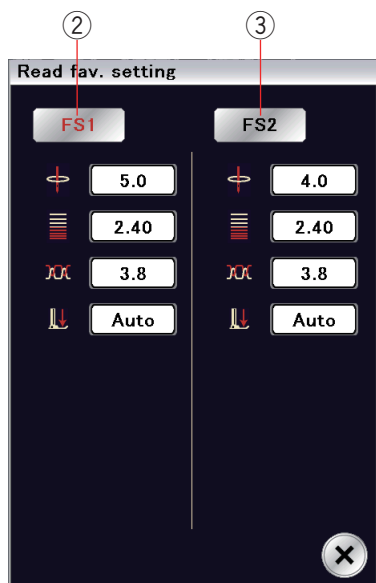 ② ③
Read fav. setting
FS1 FS2
5.0 4.0
2.40 2.40
3.8 3.8
Auto Auto